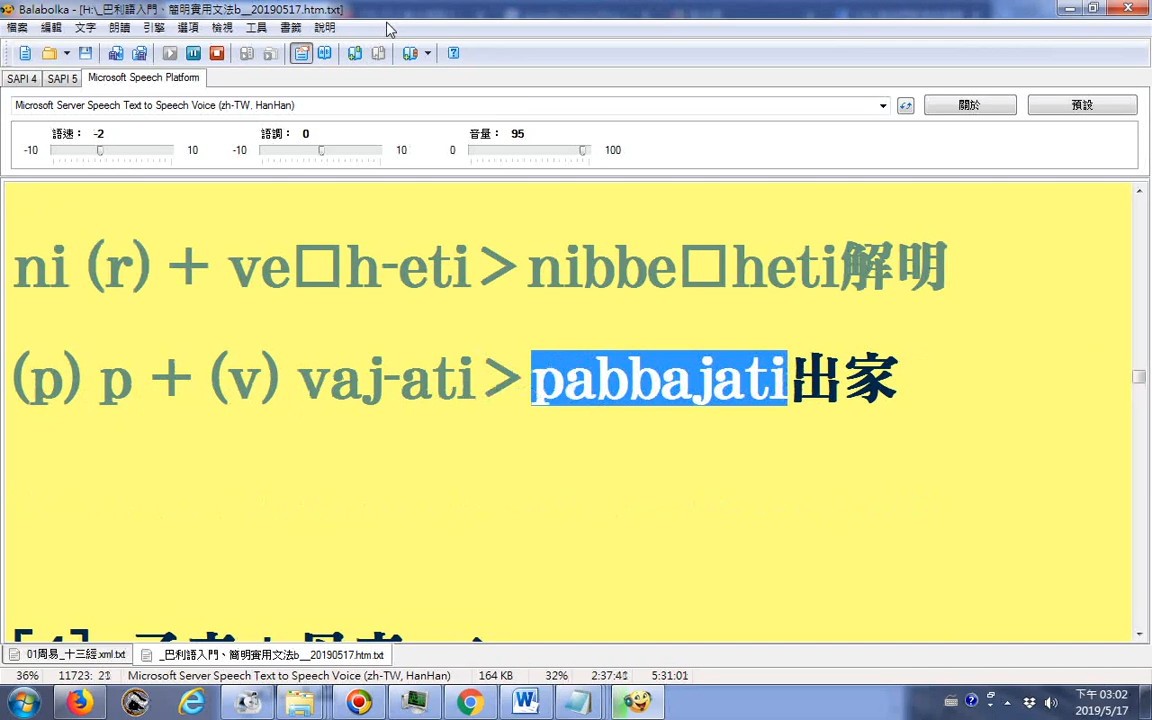 Balabolka - [H:\_巴利語入門、簡明實用文法b__20190517.htm.txt]
檔案 編輯 文字 朗讀 引擎 選項 檢視 工具 書籤 說明
SAPI 4 SAPI 5 Microsoft Speech Platform
Microsoft Server Speech Text to Speech Voice (zh-TW, HanHan) 關於 預設
語速： -2 語調： 0 音量： 95
-10 10 -10 10 0 100
ni (r) + ve□h-eti＞nibbe□heti解明
(p) p + (v) vaj-ati＞pabbajati出家
01周易_十三經.xml.txt _巴利語入門、簡明實用文法b__20190517.htm.txt
36% 11723: 21 Microsoft Server Speech Text to Speech Voice (zh-TW, HanHan) 164 KB 32% 2:37:41 5:31:01
下午 03:02
2019/5/17